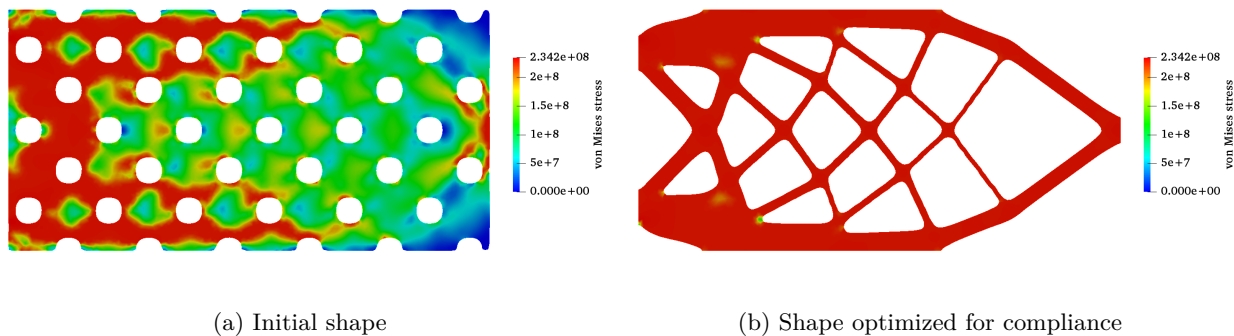 2.342e+08
2e+8
1.5e+8
1e+8
5e+7
0.000e+00
von Mises stress
2.342e+08
2e+8
1.5e+8
1e+8
5e+7
0.000e+00
von Mises stress
(a) Initial shape
(b) Shape optimized for compliance